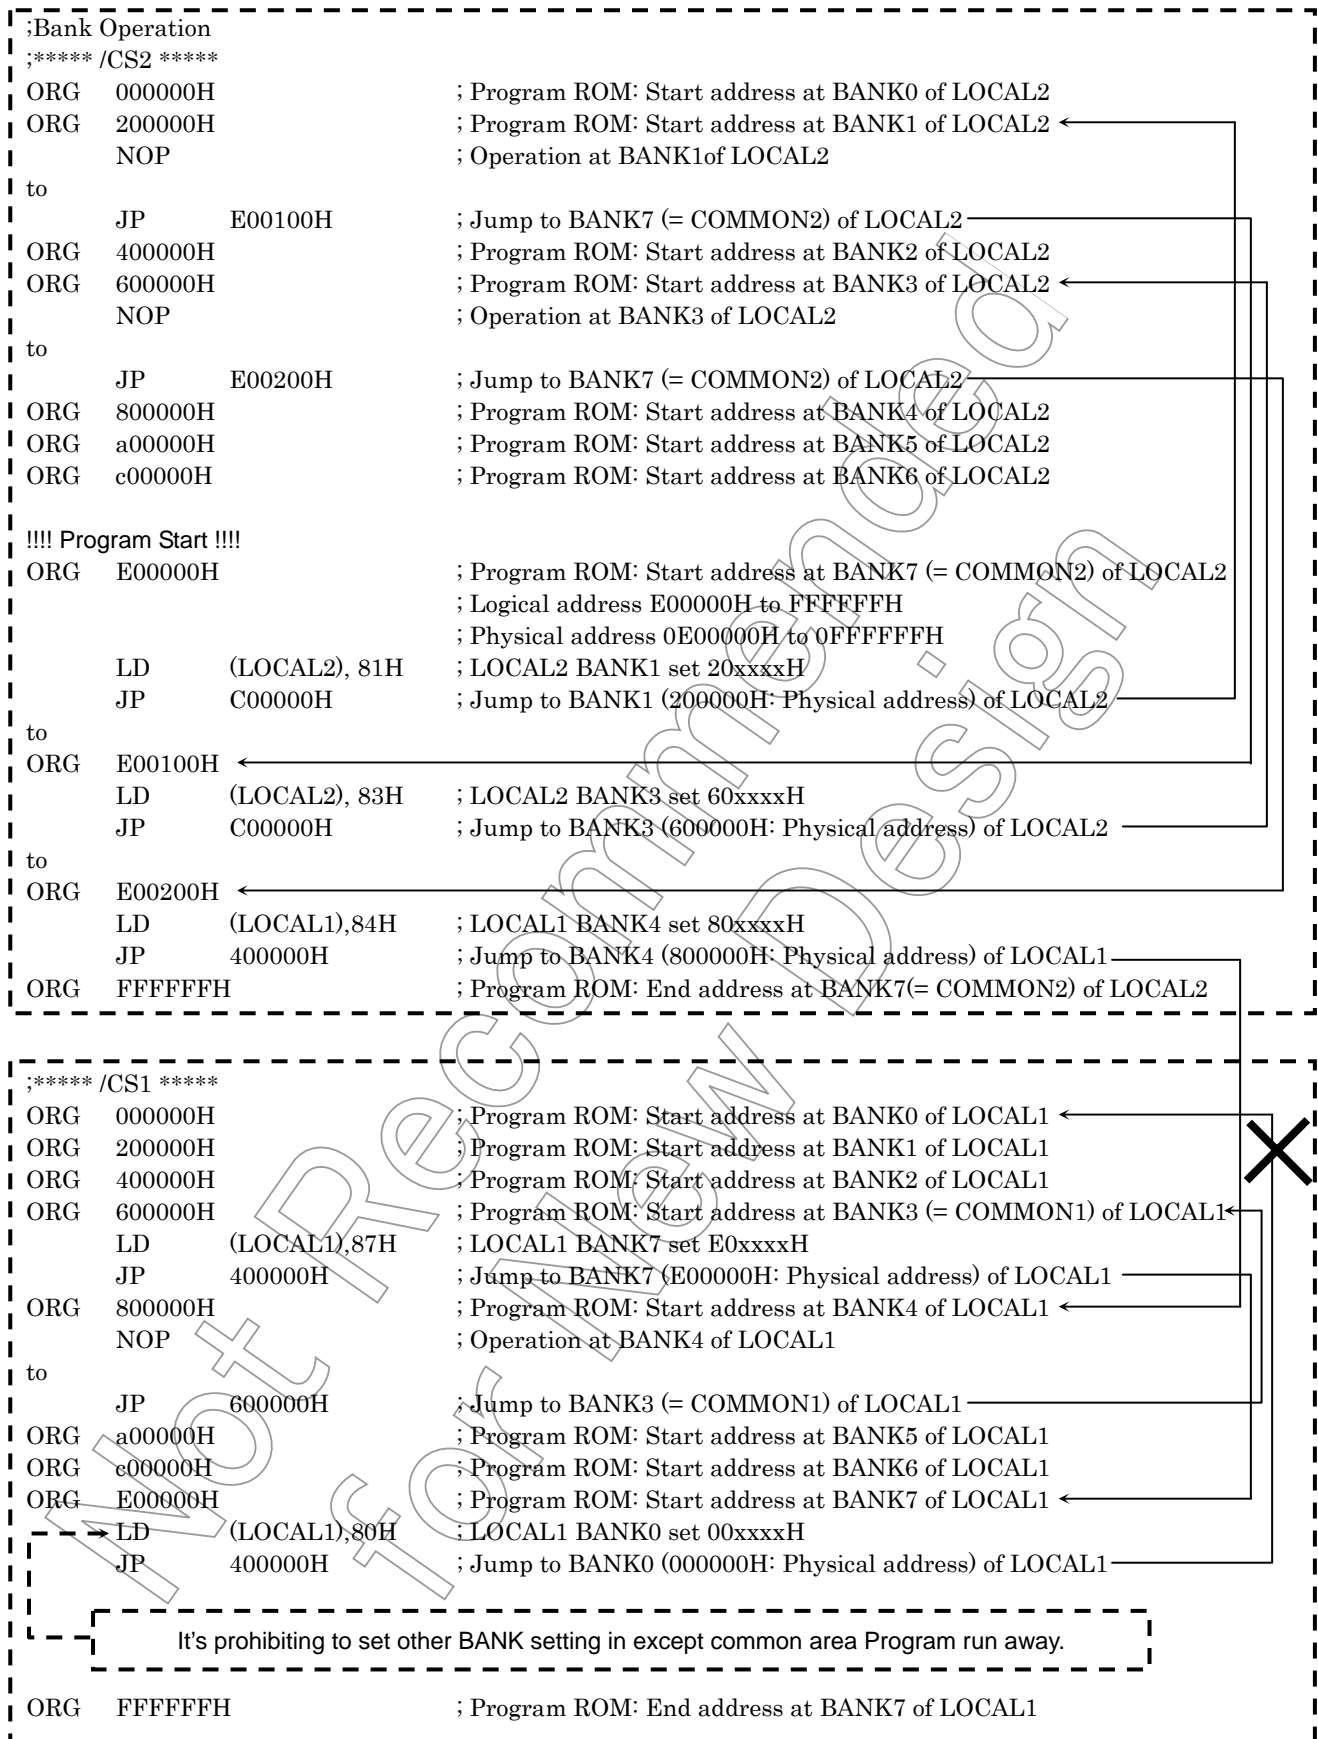 ;Bank Operation
;***** /CS2 *****
ORG 000000H ; Program ROM: Start address at BANK0 of LOCAL2
ORG 200000H ; Program ROM: Start address at BANK1 of LOCAL2
NOP ; Operation at BANK1of LOCAL2
to
JP E00100H ; Jump to BANK7 (= COMMON2) of LOCAL2
ORG 400000H ; Program ROM: Start address at BANK2 of LOCAL2
ORG 600000H ; Program ROM: Start address at BANK3 of LOCAL2
NOP ; Operation at BANK3 of LOCAL2
to
JP E00200H ; Jump to BANK7 (= COMMON2) of LOCAL2
ORG 800000H ; Program ROM: Start address at BANK4 of LOCAL2
ORG a00000H ; Program ROM: Start address at BANK5 of LOCAL2
ORG c00000H ; Program ROM: Start address at BANK6 of LOCAL2
!!!! Program Start !!!!
ORG E00000H ; Program ROM: Start address at BANK7 (= COMMON2) of LOCAL2
; Logical address E00000H to FFFFFFH
; Physical address 0E00000H to 0FFFFFFH
LD (LOCAL2), 81H ; LOCAL2 BANK1 set 20xxxxH
JP C00000H ; Jump to BANK1 (200000H: Physical address) of LOCAL2
to
ORG E00100H
LD (LOCAL2), 83H ; LOCAL2 BANK3 set 60xxxxH
JP C00000H ; Jump to BANK3 (600000H: Physical address) of LOCAL2
to
ORG E00200H
LD (LOCAL1),84H ; LOCAL1 BANK4 set 80xxxxH
JP 400000H ; Jump to BANK4 (800000H: Physical address) of LOCAL1
ORG FFFFFFH ; Program ROM: End address at BANK7(= COMMON2) of LOCAL2
;***** /CS1 *****
ORG 000000H ; Program ROM: Start address at BANK0 of LOCAL1
ORG 200000H ; Program ROM: Start address at BANK1 of LOCAL1
ORG 400000H ; Program ROM: Start address at BANK2 of LOCAL1
ORG 600000H ; Program ROM: Start address at BANK3 (= COMMON1) of LOCAL1
LD (LOCAL1),87H ; LOCAL1 BANK7 set E0xxxxH
JP 400000H ; Jump to BANK7 (E00000H: Physical address) of LOCAL1
ORG 800000H ; Program ROM: Start address at BANK4 of LOCAL1
NOP ; Operation at BANK4 of LOCAL1
to
JP 600000H ; Jump to BANK3 (= COMMON1) of LOCAL1
ORG a00000H ; Program ROM: Start address at BANK5 of LOCAL1
ORG c00000H ; Program ROM: Start address at BANK6 of LOCAL1
ORG E00000H ; Program ROM: Start address at BANK7 of LOCAL1
LD (LOCAL1),80H ; LOCAL1 BANK0 set 00xxxxH
JP 400000H ; Jump to BANK0 (000000H: Physical address) of LOCAL1
It's prohibiting to set other BANK setting in except common area Program run away.
ORG FFFFFFH ; Program ROM: End address at BANK7 of LOCAL1
Not Recommended
for New Design